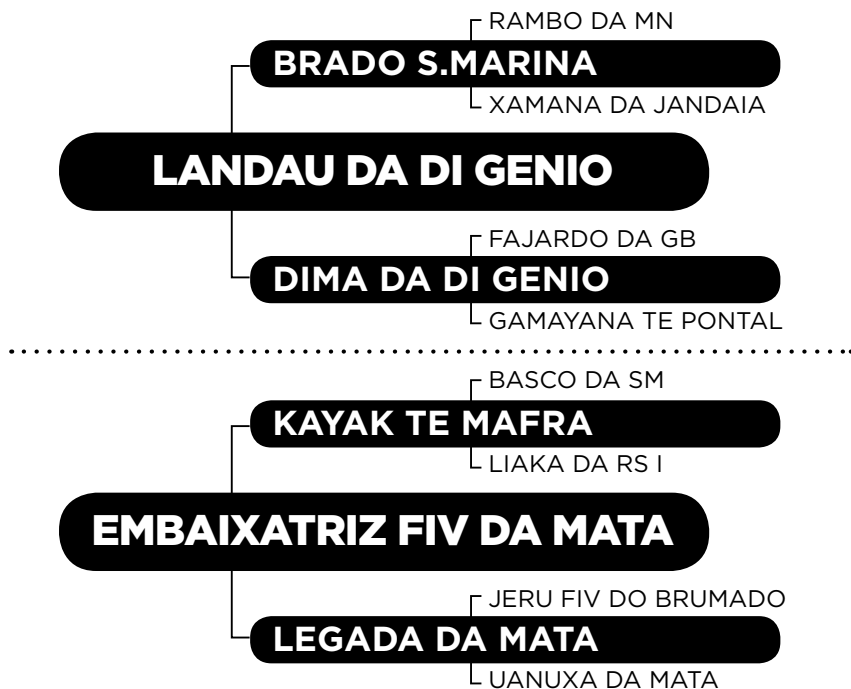 RAMBO DA MN
BRADO S.MARINA
XAMANA DA JANDAIA
LANDAU DA DI GENIO
FAJARDO DA GB
DIMA DA DI GENIO
GAMAYANA TE PONTAL
BASCO DA SM
KAYAK TE MAFRA
LIAKA DA RS I
EMBAIXATRIZ FIV DA MATA
JERU FIV DO BRUMADO
LEGADA DA MATA
UANUXA DA MATA